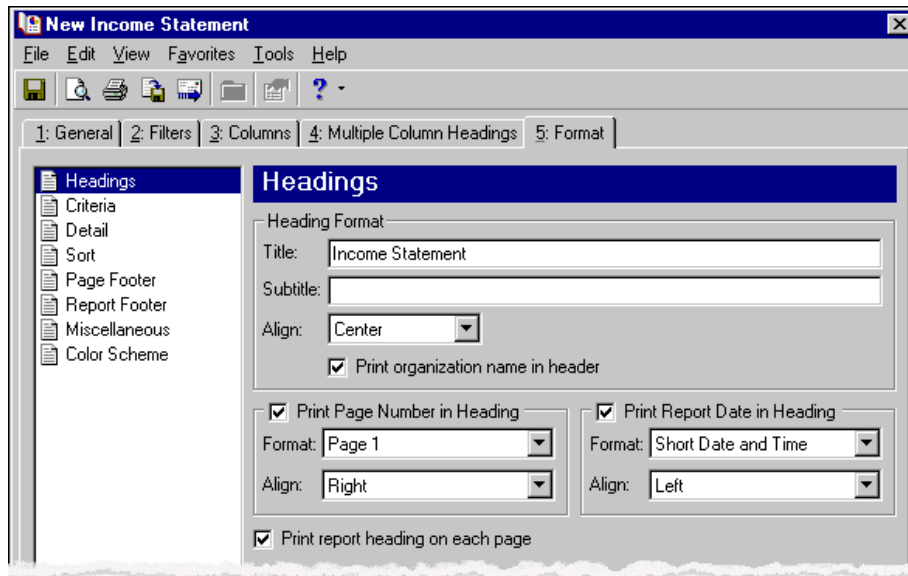 New Income Statement
File Edit View Favorites Tools Help
?
1: General 2: Filters 3: Columns 4: Multiple Column Headings 5: Format
Headings
Criteria
Detail
Sort
Page Footer
Report Footer
Miscellaneous
Color Scheme
Headings
Heading Format
Title: Income Statement
Subtitle:
Align: Center
Print organization name in header
Print Page Number in Heading
Format: Page 1
Align: Right
Print Report Date in Heading
Format: Short Date and Time
Align: Left
Print report heading on each page